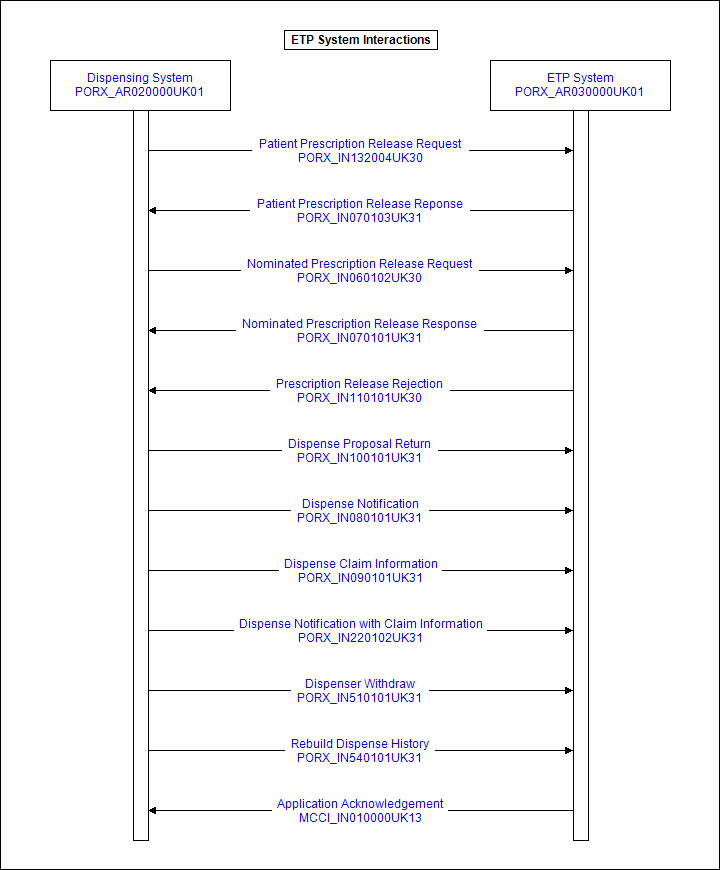 ETP System Interactions
Dispensing System
PORX_AR020000UK01
ETP System
PORX_AR030000UK01
Patient Prescription Release Request
PORX_IN132004UK30
Patient Prescription Release Reponse
PORX_IN070103UK31
Nominated Prescription Release Request
PORX_IN060102UK30
Nominated Prescription Release Response
PORX_IN070101UK31
Prescription Release Rejection
PORX_IN110101UK30
Dispense Proposal Return
PORX_IN100101UK31
Dispense Notification
PORX_IN080101UK31
Dispense Claim Information
PORX_IN090101UK31
Dispense Notification with Claim Information
PORX_IN220102UK31
Dispenser Withdraw
PORX_IN510101UK31
Rebuild Dispense History
PORX_IN540101UK31
Application Acknowledgement
MCCI_IN010000UK13